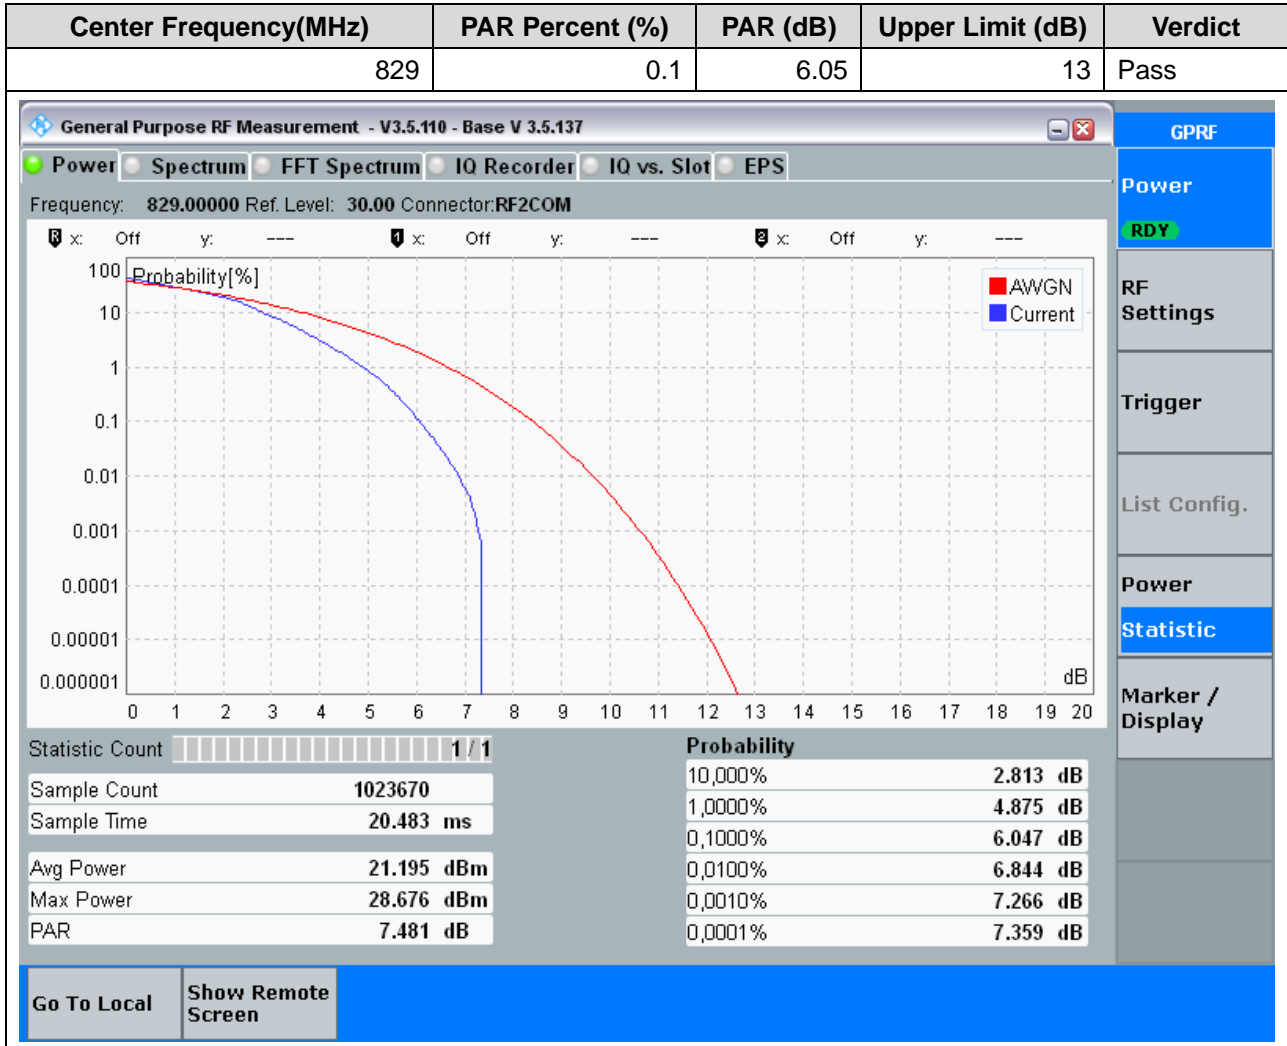 Center Frequency(MHz) PAR Percent (%) PAR (dB) Upper Limit (dB) Verdict
829 0.1 6.05 13 Pass
General Purpose RF Measurement - V3.5.110 - Base V 3.5.137
GPRF
Power Spectrum FFT Spectrum IQ Recorder IQ vs. Slot EPS
Power
RDY
Frequency: 829.00000 Ref. Level: 30.00 Connector:RF2COM
R x: Off y: --- 1 x: Off y: --- 2 x: Off y: ---
100 Probability[%]
AWGN
Current
RF
Settings
10
1
0.1
0.01
0.001
0.0001
0.00001
0.000001
dB
0 1 2 3 4 5 6 7 8 9 10 11 12 13 14 15 16 17 18 19 20
Trigger
List Config.
Power
Statistic
Marker /
Display
Statistic Count 1 / 1
Sample Count 1023670
Sample Time 20.483 ms
Avg Power 21.195 dBm
Max Power 28.676 dBm
PAR 7.481 dB
Probability
10,000% 2.813 dB
1,0000% 4.875 dB
0,1000% 6.047 dB
0,0100% 6.844 dB
0,0010% 7.266 dB
0,0001% 7.359 dB
Go To Local
Show Remote
Screen